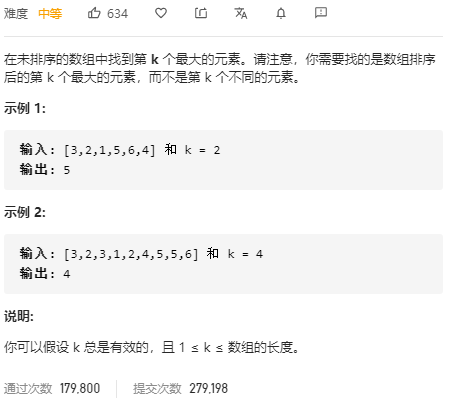 难度 中等 634 文A
在未排序的数组中找到第 k 个最大的元素。请注意，你需要找的是数组排序
后的第 k 个最大的元素，而不是第 k 个不同的元素。
示例 1:
输入: [3,2,1,5,6,4] 和 k = 2
输出: 5
示例 2:
输入: [3,2,3,1,2,4,5,5,6] 和 k = 4
输出: 4
说明:
你可以假设 k 总是有效的，且 1 ≤ k ≤ 数组的长度。
通过次数 179,800 提交次数 279,198